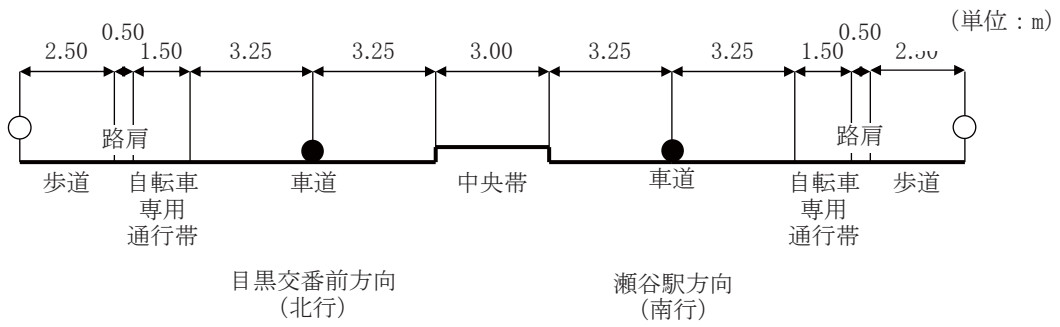 (単位：m)
0.50
0.50
2.50
1.50
3.25
3.25
3.00
3.25
3.25
1.50
2.50
路肩
路肩
歩道
自転車
専用
通行帯
車道
中央帯
車道
自転車
専用
通行帯
歩道
目黒交番前方向
(北行)
瀬谷駅方向
(南行)